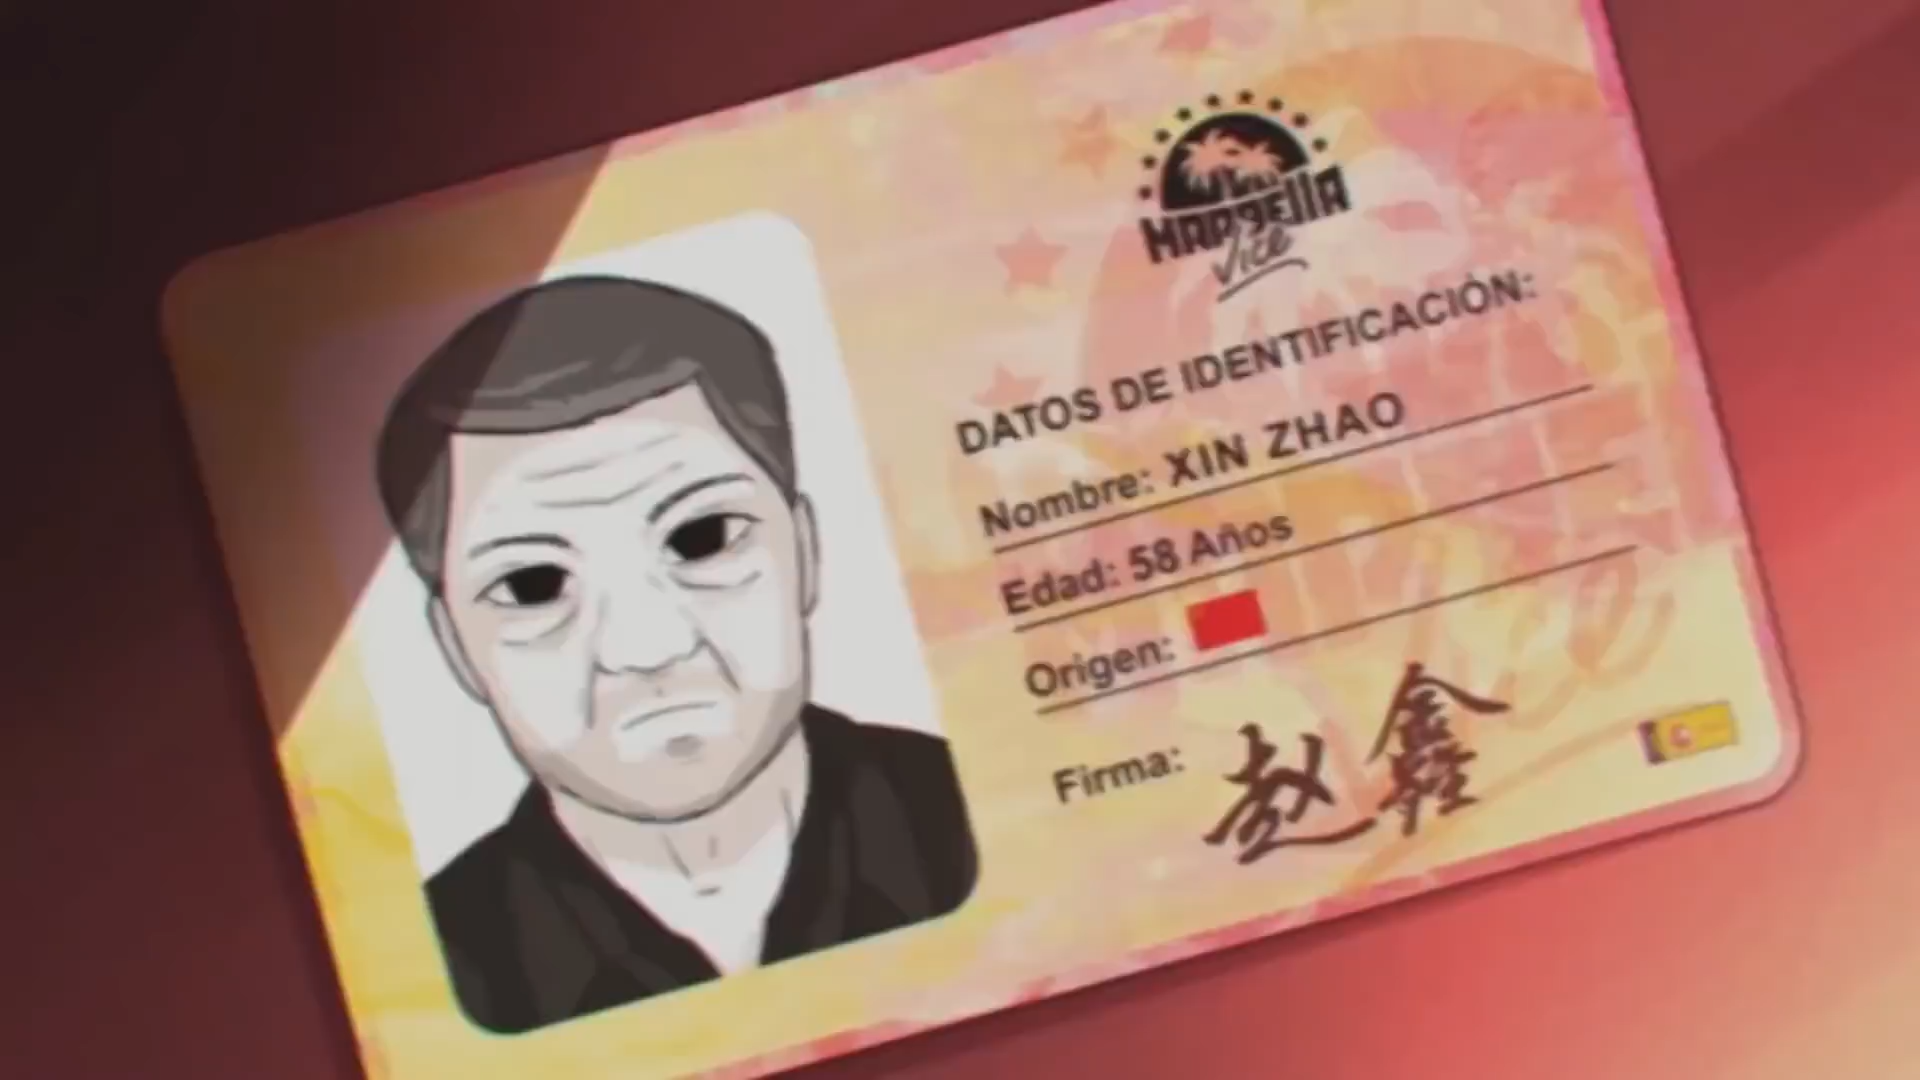 MARBELLA
Vice
DATOS DE IDENTIFICACIÓN:
Nombre: XIN ZHAO
Edad: 58 Años
Origen:
Firma: 赵鑫